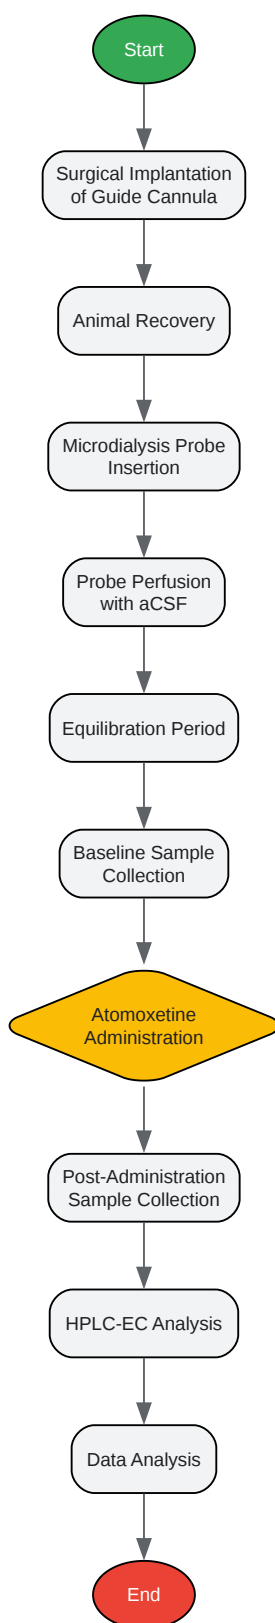 Start
Surgical Implantation
of Guide Cannula
Animal Recovery
Microdialysis Probe
Insertion
Probe Perfusion
with aCSF
Equilibration Period
Baseline Sample
Collection
Atomoxetine
Administration
Post-Administration
Sample Collection
HPLC-EC Analysis
Data Analysis
End